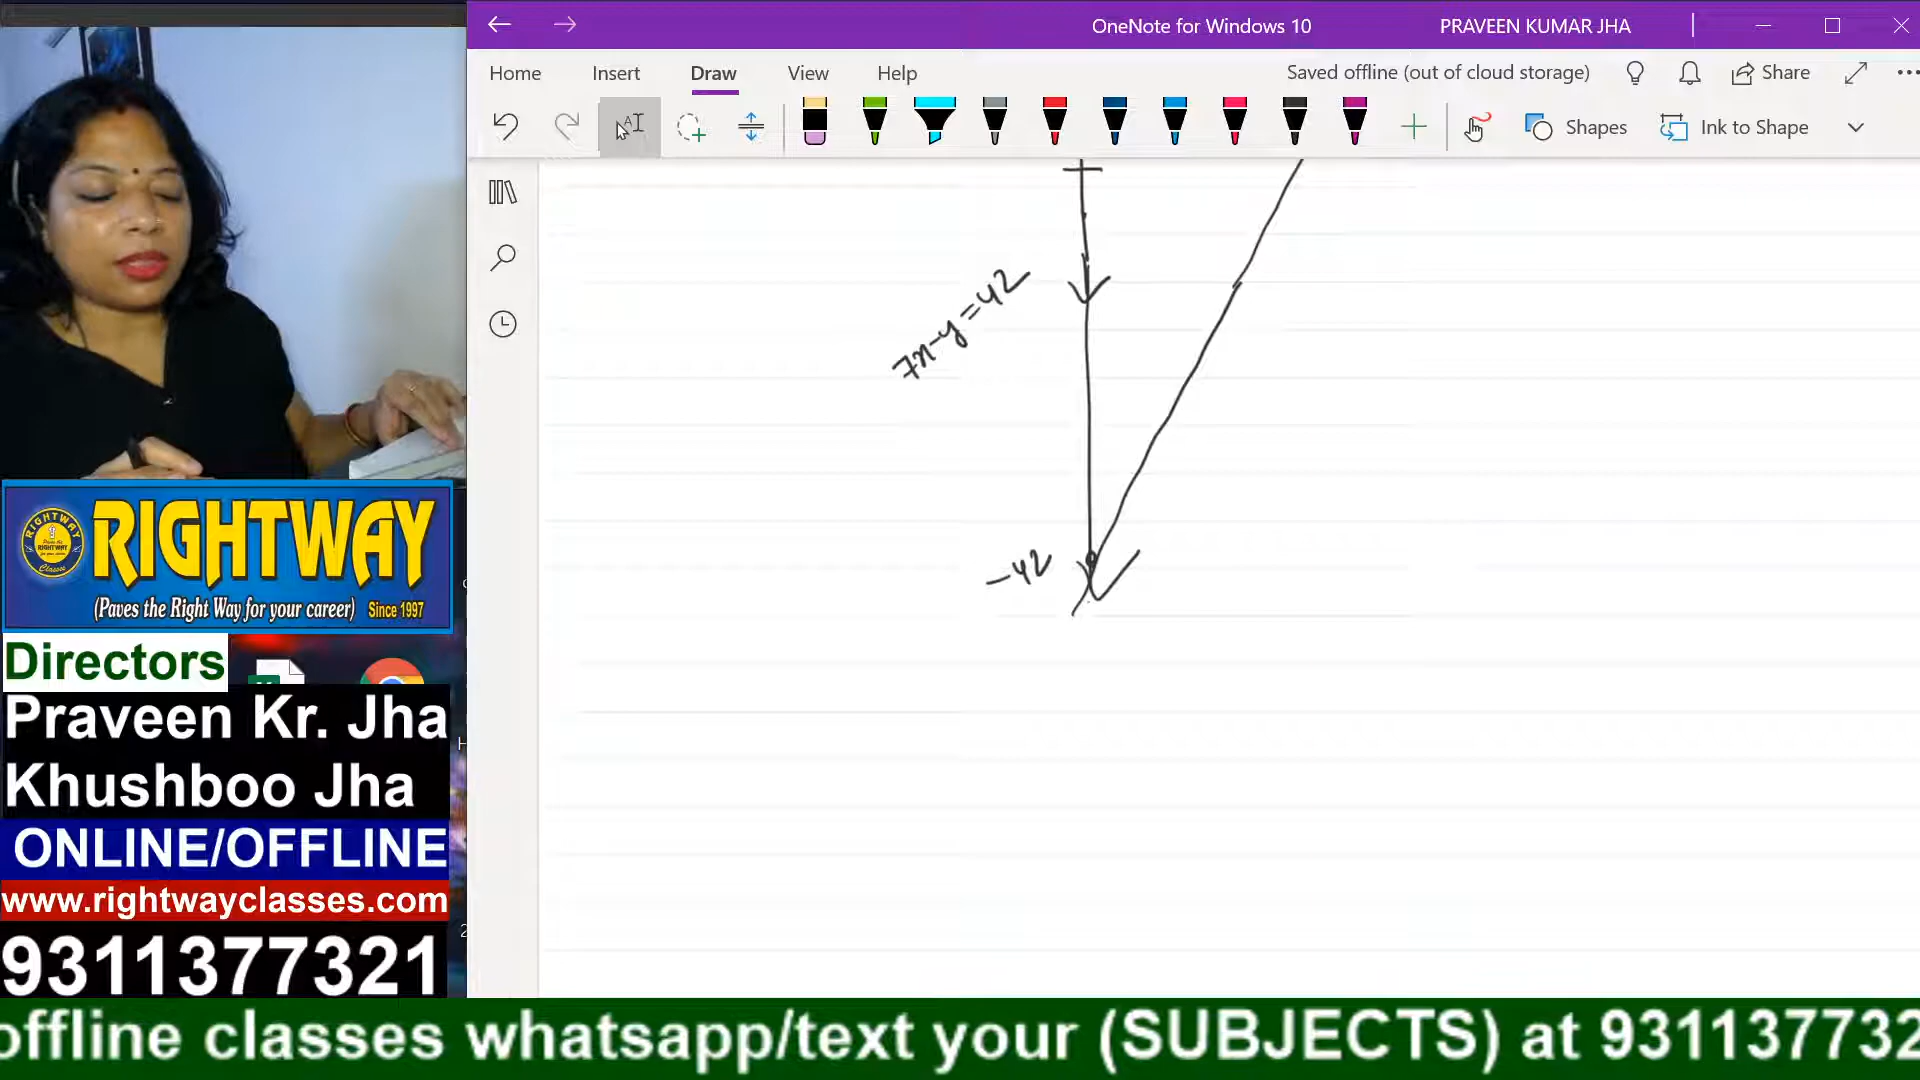 OneNote for Windows 10
PRAVEEN KUMAR JHA
Home Insert Draw View Help
Saved offline (out of cloud storage)
Share
Shapes
Ink to Shape
7x-y=42
-42
RIGHTWAY
RIGHTWAY
(Paves the Right Way for your career) Since 1997
Directors
Praveen Kr. Jha
Khushboo Jha
ONLINE/OFFLINE
www.rightwayclasses.com
9311377321
offline classes whatsapp/text your (SUBJECTS) at 931137732